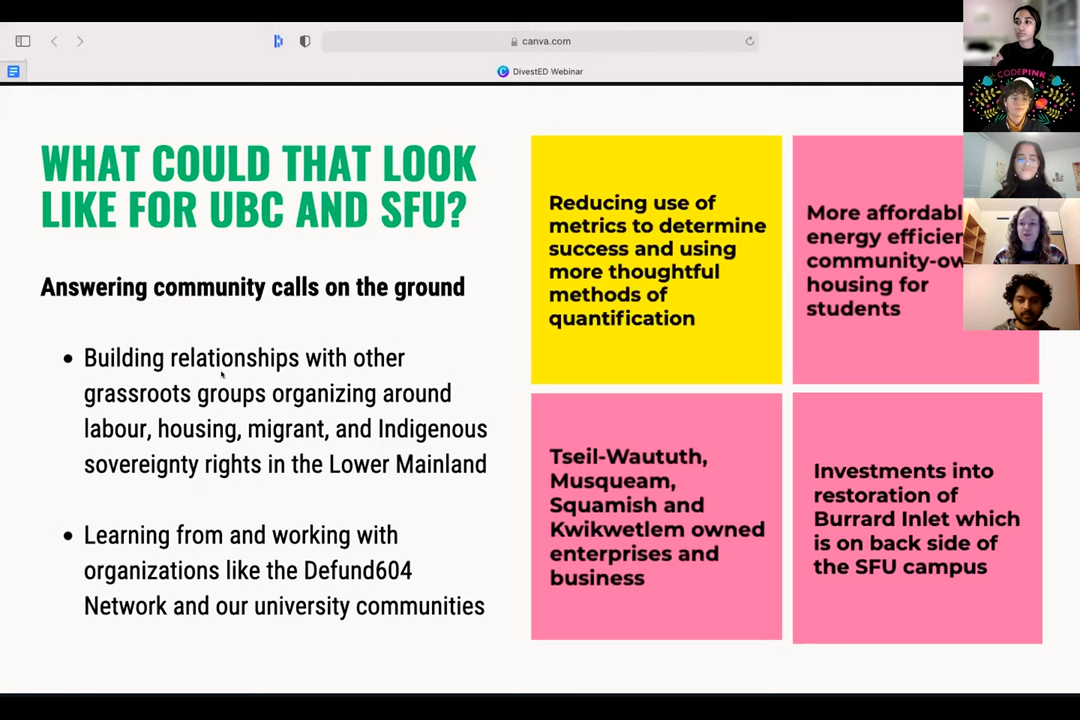 canva.com
DivestED Webinar
CODEPINK
WHAT COULD THAT LOOK
LIKE FOR UBC AND SFU?
Answering community calls on the ground
• Building relationships with other
grassroots groups organizing around
labour, housing, migrant, and Indigenous
sovereignty rights in the Lower Mainland
• Learning from and working with
organizations like the Defund604
Network and our university communities
Reducing use of
metrics to determine
success and using
more thoughtful
methods of
quantification
More affordabl
energy efficien
community-ow
housing for
students
Tseil-Waututh,
Musqueam,
Squamish and
Kwikwetlem owned
enterprises and
business
Investments into
restoration of
Burrard Inlet which
is on back side of
the SFU campus